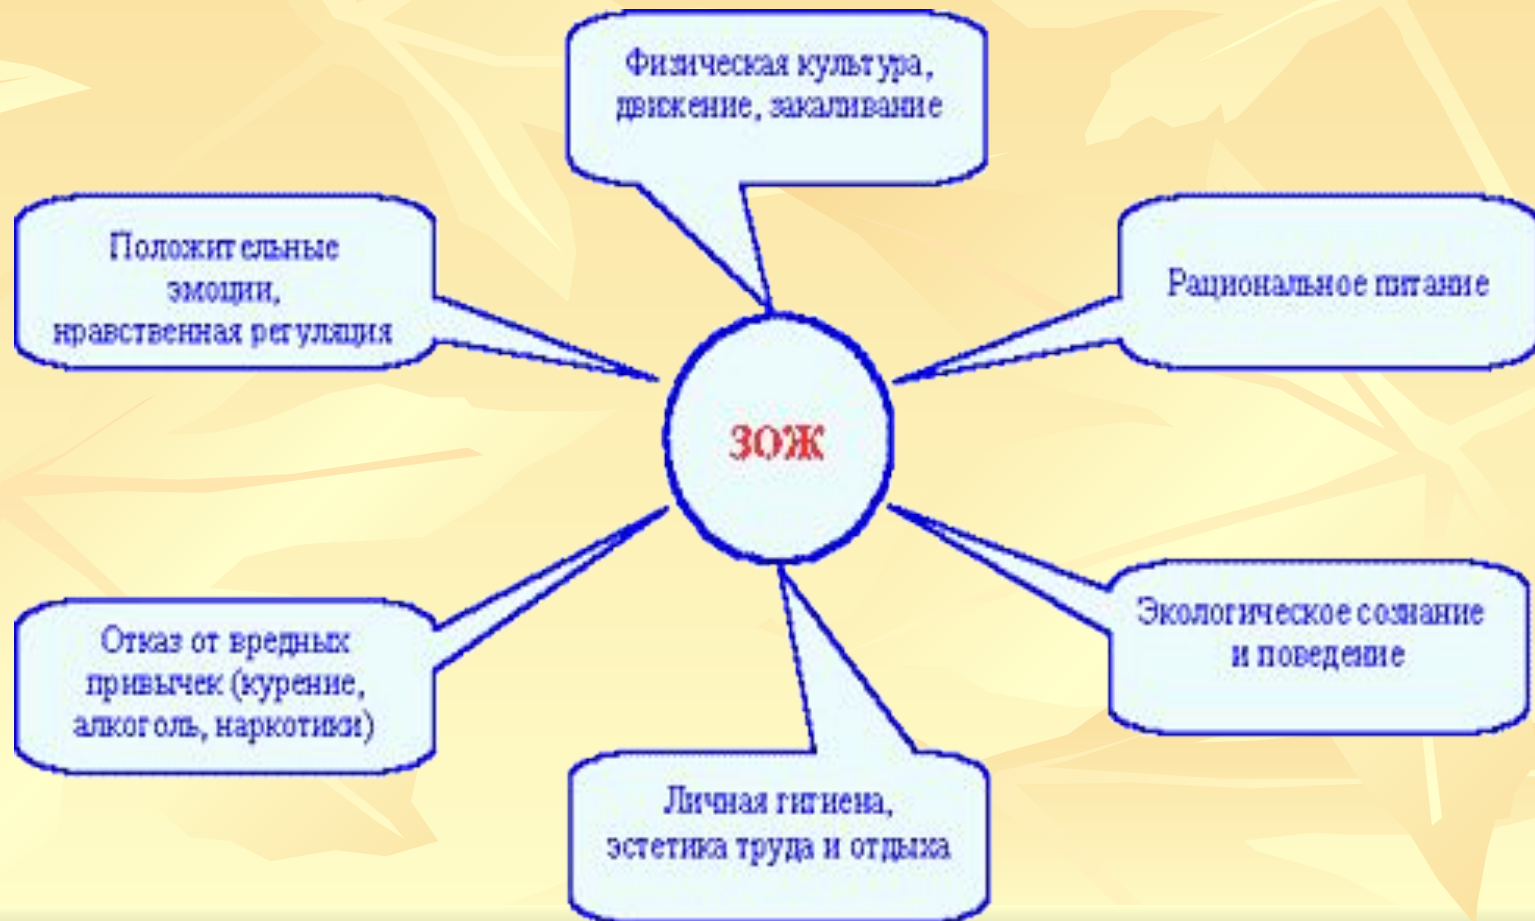 Физическая культура,
движение, закаливание
Положительные
эмоции,
нравственная регуляция
Рациональное питание
ЗОЖ
Отказ от вредных
привычек (курение,
алкоголь, наркотики)
Экологическое сознание
и поведение
Личная гигиена,
эстетика труда и отдыха